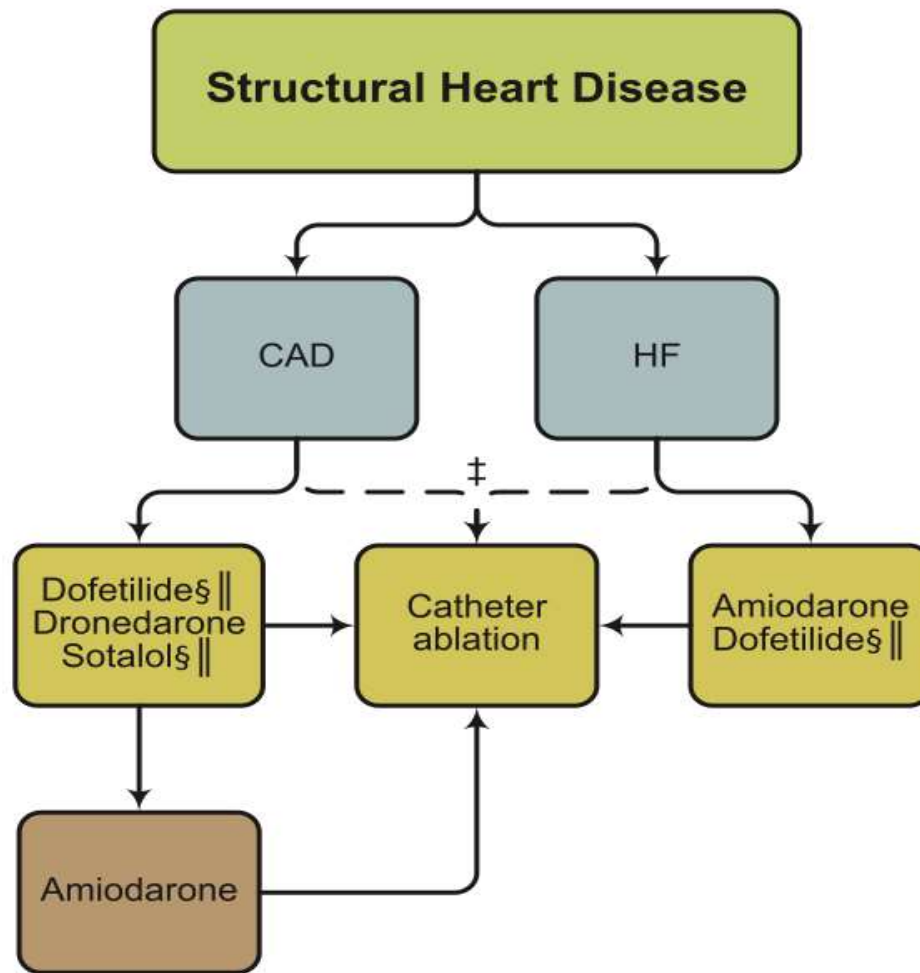 Structural Heart Disease
CAD
HF
‡
Dofetilide§‖
Dronedarone
Sotalol§‖
Catheter
ablation
Amiodarone
Dofetilide§‖
Amiodarone